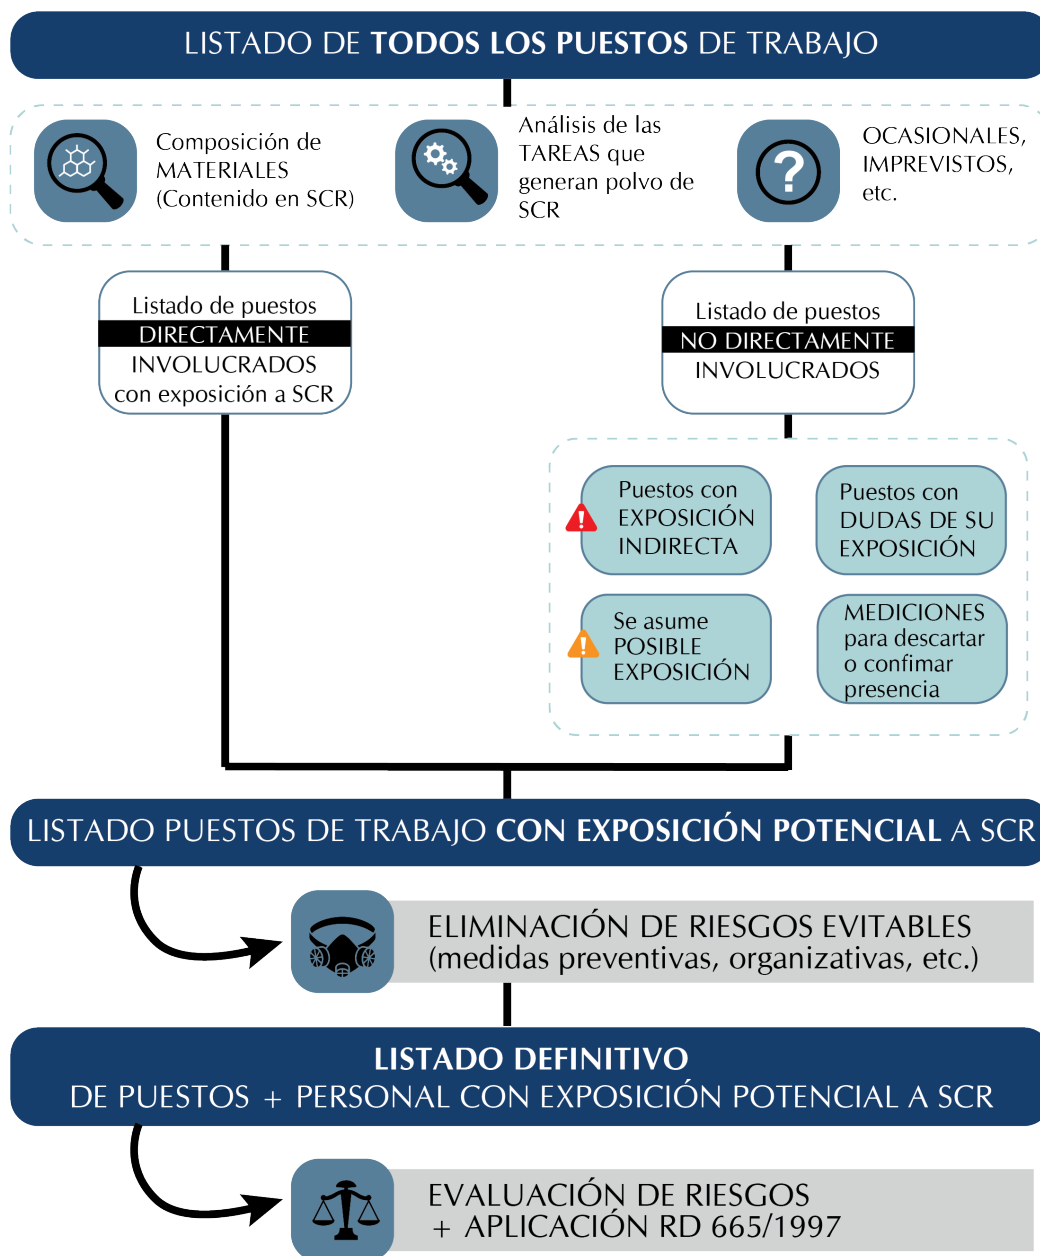 LISTADO DE TODOS LOS PUESTOS DE TRABAJO
Composición de
MATERIALES
(Contenido en SCR)
Análisis de las
TAREAS que
generan polvo de
SCR
?
OCASIONALES,
IMPREVISTOS,
etc.
Listado de puestos
DIRECTAMENTE
INVOLUCRADOS
con exposición a SCR
Listado de puestos
NO DIRECTAMENTE
INVOLUCRADOS
!
Puestos con
EXPOSICIÓN
INDIRECTA
Puestos con
DUDAS DE SU
EXPOSICIÓN
!
Se asume
POSIBLE
EXPOSICIÓN
MEDICIONES
para descartar
o confimar
presencia
LISTADO PUESTOS DE TRABAJO CON EXPOSICIÓN POTENCIAL A SCR
ELIMINACIÓN DE RIESGOS EVITABLES
(medidas preventivas, organizativas, etc.)
LISTADO DEFINITIVO
DE PUESTOS + PERSONAL CON EXPOSICIÓN POTENCIAL A SCR
EVALUACIÓN DE RIESGOS
+ APLICACIÓN RD 665/1997